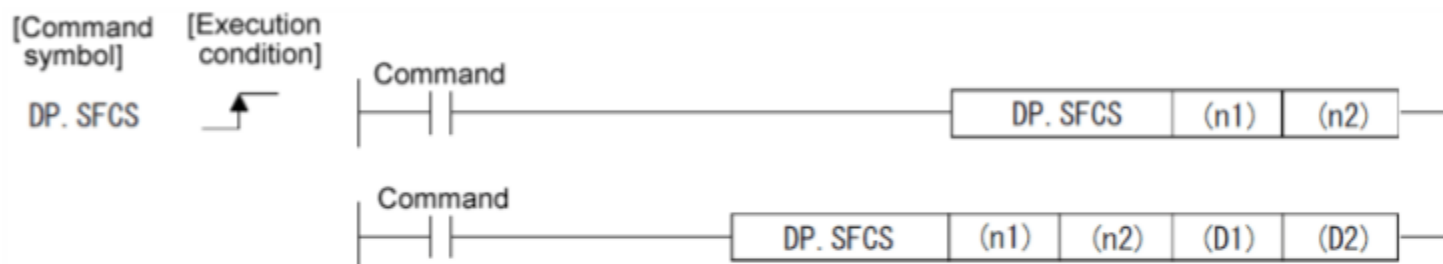 [Command symbol]
[Execution condition]
DP. SFCS
Command
DP. SFCS (n1) (n2)
Command
DP. SFCS (n1) (n2) (D1) (D2)